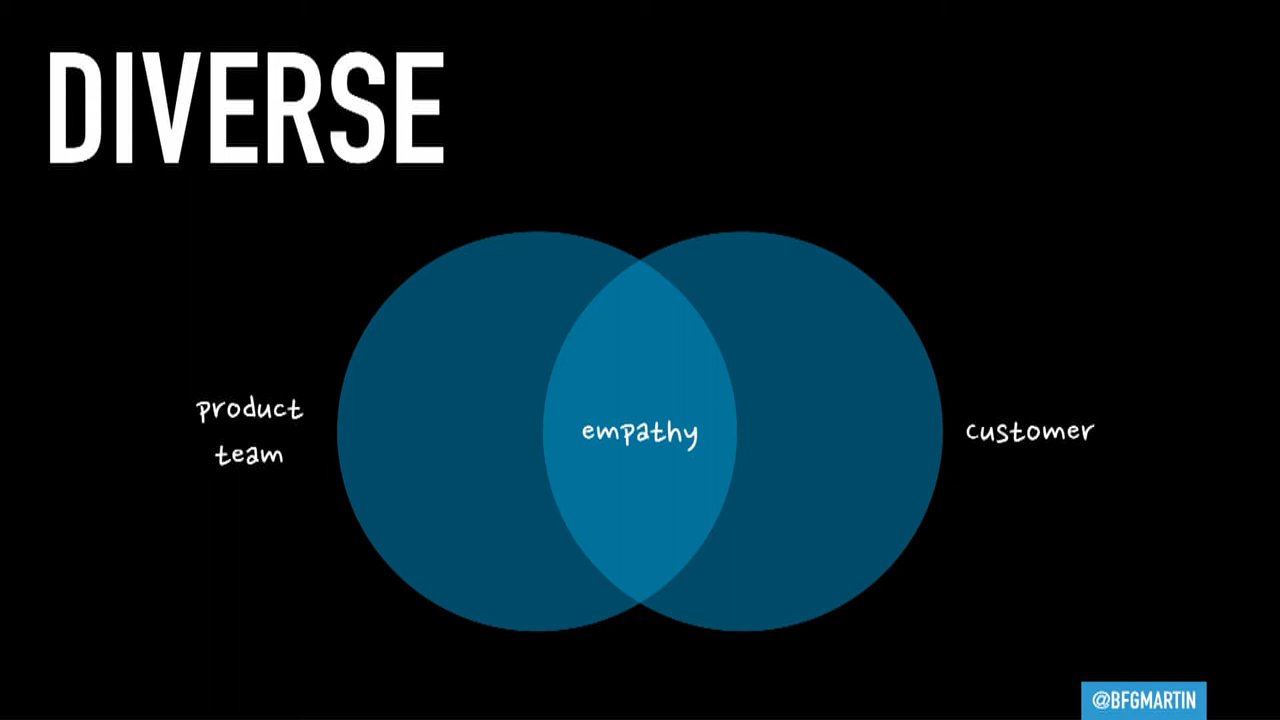 DIVERSE
product
team
empathy
customer
@BFGMARTIN